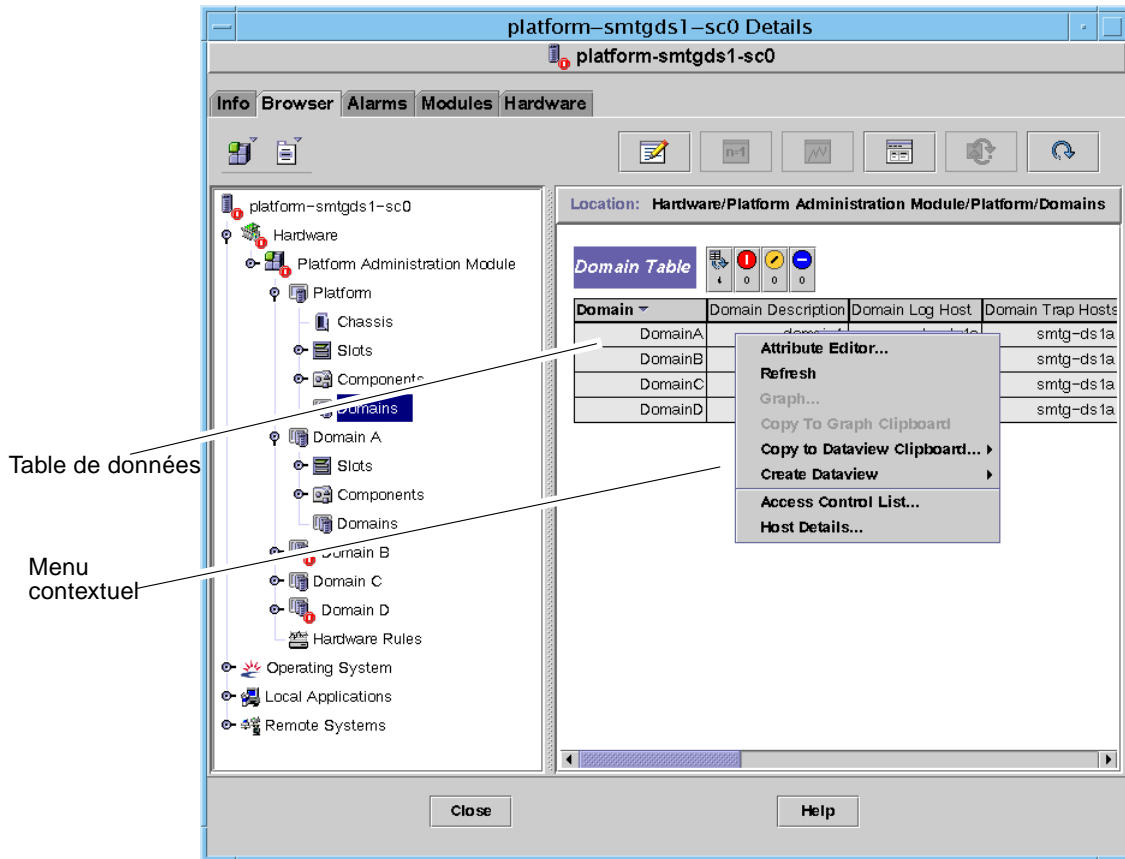 platform-smtgds1-sc0 Details
platform-smtgds1-sc0
Info Browser Alarms Modules Hardware
n=1
platform-smtgds1-sc0
Hardware
Platform Administration Module
Platform
Chassis
Slots
Components
Domains
Domain A
Slots
Components
Domains
Domain B
Domain C
Domain D
Hardware Rules
Operating System
Local Applications
Remote Systems
Location: Hardware/Platform Administration Module/Platform/Domains
Domain Table
4 0 0 0
Domain Domain Description Domain Log Host Domain Trap Hosts
DomainA smtg-ds1a
DomainB smtg-ds1a
DomainC smtg-ds1a
DomainD smtg-ds1a
Attribute Editor...
Refresh
Graph...
Copy To Graph Clipboard
Copy to Dataview Clipboard...
Create Dataview
Access Control List...
Host Details...
Table de données
Menu
contextuel
Close Help